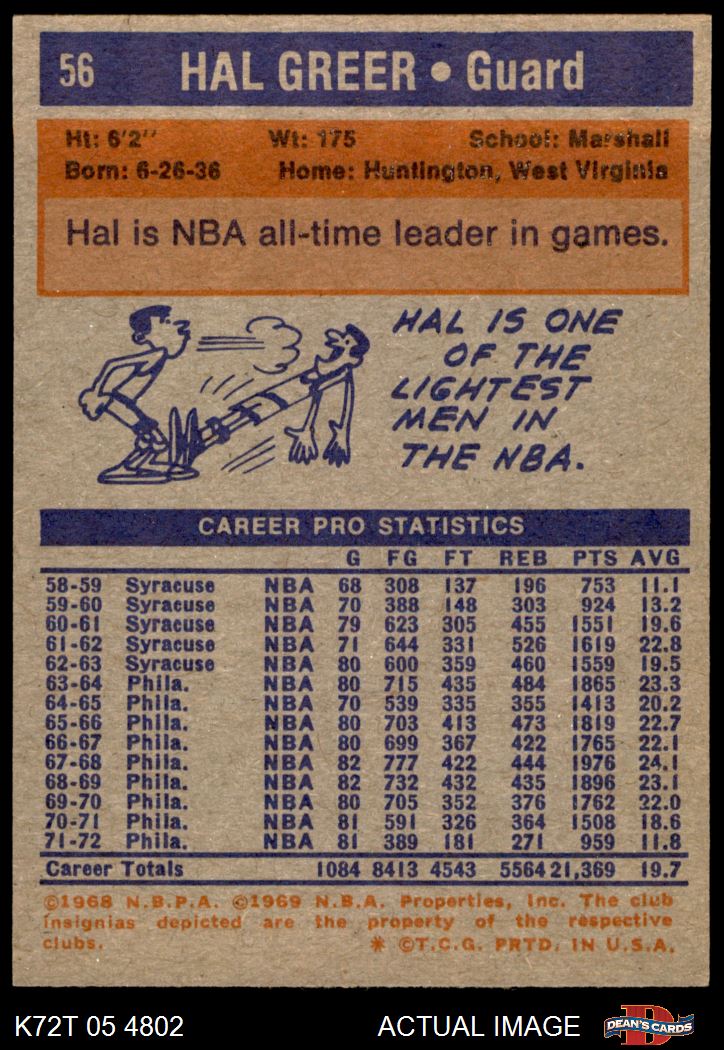 56 HAL GREER • Guard
Ht: 6'2" Wt: 175 School: Marshall
Born: 6-26-36 Home: Huntington, West Virginia
Hal is NBA all-time leader in games.
HAL IS ONE
OF THE
LIGHTEST
MEN IN
THE NBA.
CAREER PRO STATISTICS
G FG FT REB PTS AVG
58-59 Syracuse NBA 68 308 137 196 753 11.1
59-60 Syracuse NBA 70 388 148 303 924 13.2
60-61 Syracuse NBA 79 623 305 455 1551 19.6
61-62 Syracuse NBA 71 644 331 526 1619 22.8
62-63 Syracuse NBA 80 600 359 460 1559 19.5
63-64 Phila. NBA 80 715 435 484 1865 23.3
64-65 Phila. NBA 70 539 335 355 1413 20.2
65-66 Phila. NBA 80 703 413 473 1819 22.7
66-67 Phila. NBA 80 699 367 422 1765 22.1
67-68 Phila. NBA 82 777 422 444 1976 24.1
68-69 Phila. NBA 82 732 432 435 1896 23.1
69-70 Phila. NBA 80 705 352 376 1762 22.0
70-71 Phila. NBA 81 591 326 364 1508 18.6
71-72 Phila. NBA 81 389 181 271 959 11.8
Career Totals 1084 8413 4543 5564 21,369 19.7
©1968 N.B.P.A. ©1969 N.B.A. Properties, Inc. The club
insignias depicted are the property of the respective
clubs. * ©T.C.G. PRTD. IN U.S.A.
K72T 05 4802 ACTUAL IMAGE DEAN'S CARDS